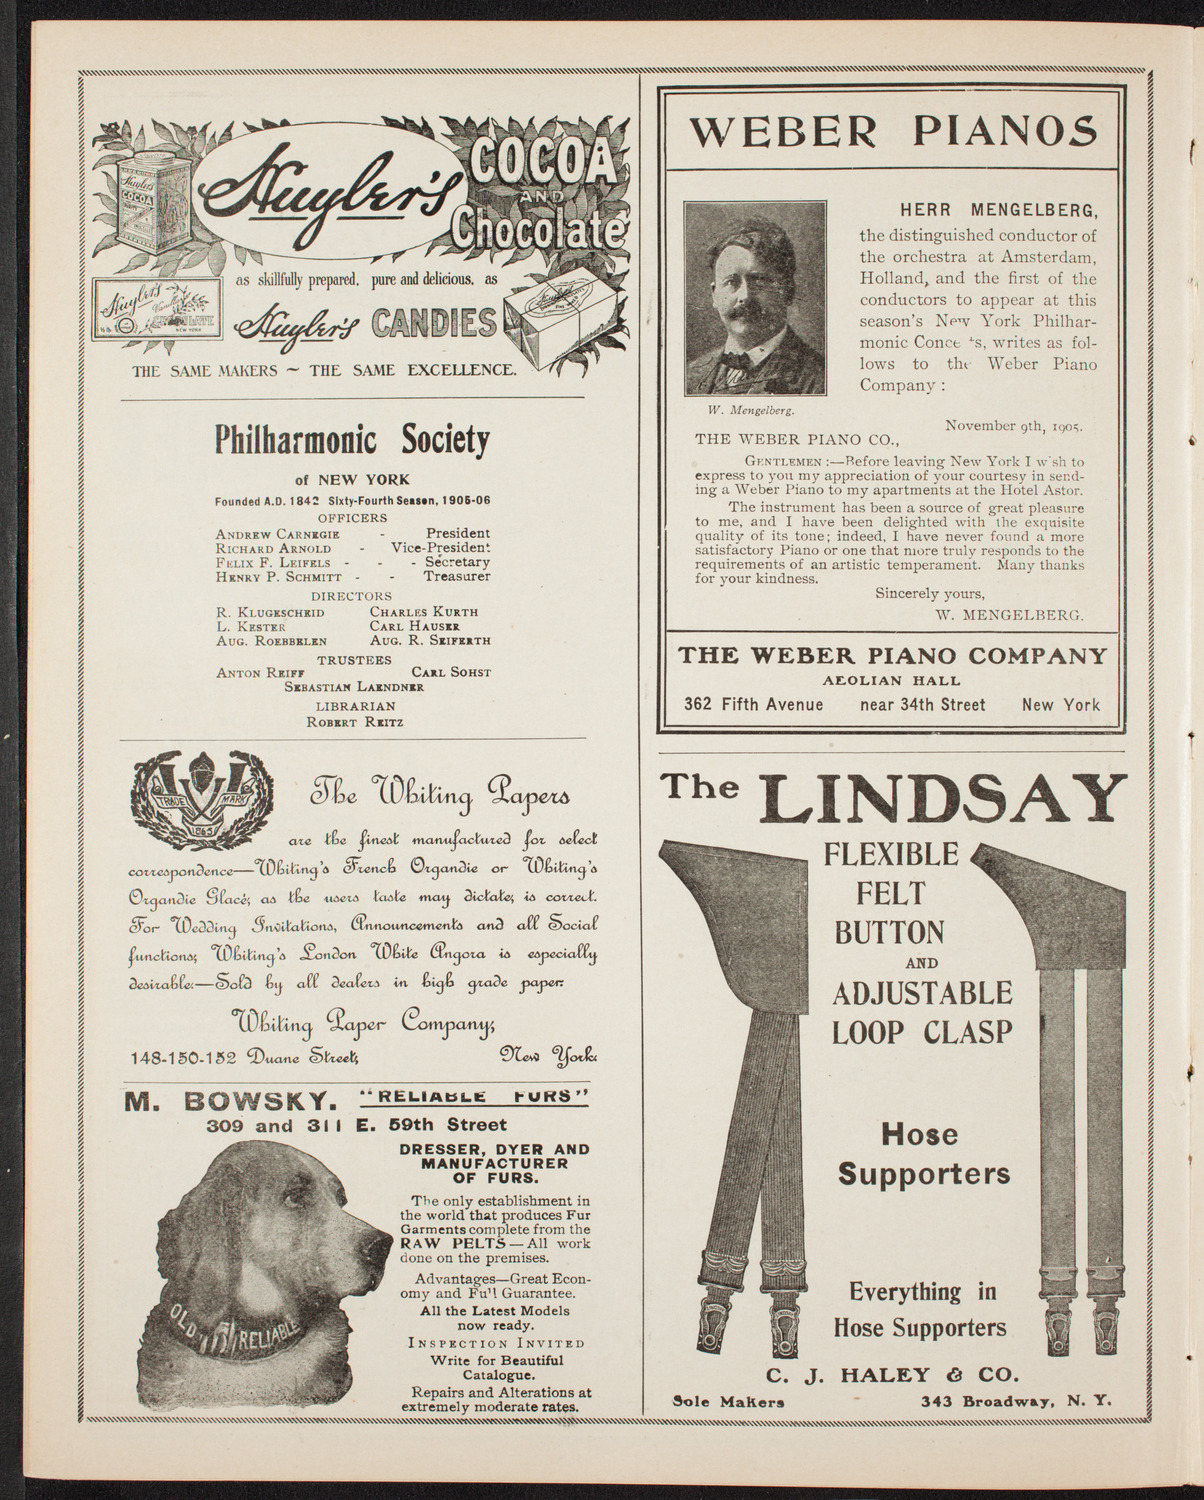 Huyler's
COCOA
AND
Chocolate
Huyler's
COCOA
as skillfully prepared, pure and delicious, as
Huyler's
Vanilla
CHOCOLATE
NEW YORK
Huyler's CANDIES
THE SAME MAKERS ~ THE SAME EXCELLENCE.
Philharmonic Society
of NEW YORK
Founded A.D. 1842 Sixty-Fourth Season, 1905-06
OFFICERS
ANDREW CARNEGIE - President
RICHARD ARNOLD - Vice-President
FELIX F. LEIFELS - - - Secretary
HENRY P. SCHMITT - - Treasurer
DIRECTORS
R. KLUGESCHEID CHARLES KURTH
L. KESTER CARL HAUSER
AUG. ROEBBELEN AUG. R. SEIFERTH
TRUSTEES
ANTON REIFF CARL SOHST
SEBASTIAN LAENDNER
LIBRARIAN
ROBERT REITZ
TRADE MARK
1865
The Whiting Papers
are the finest manufactured for select
correspondence—Whiting's French Organdie or Whiting's
Organdie Glacé, as the users taste may dictate, is correct.
For Wedding Invitations, Announcements and all Social
functions, Whiting's London White Angora is especially
desirable.—Sold by all dealers in high grade paper.
Whiting Paper Company,
148-150-152 Duane Street, New York.
M. BOWSKY. "RELIABLE FURS"
309 and 311 E. 59th Street
OLD RELIABLE
DRESSER, DYER AND
MANUFACTURER
OF FURS.
The only establishment in
the world that produces Fur
Garments complete from the
RAW PELTS—All work
done on the premises.
Advantages—Great Econ-
omy and Full Guarantee.
All the Latest Models
now ready.
INSPECTION INVITED
Write for Beautiful
Catalogue.
Repairs and Alterations at
extremely moderate rates.
WEBER PIANOS
W. Mengelberg.
HERR MENGELBERG,
the distinguished conductor of
the orchestra at Amsterdam,
Holland, and the first of the
conductors to appear at this
season's New York Philhar-
monic Concerts, writes as fol-
lows to the Weber Piano
Company :
November 9th, 1905.
THE WEBER PIANO CO.,
GENTLEMEN :—Before leaving New York I wish to
express to you my appreciation of your courtesy in send-
ing a Weber Piano to my apartments at the Hotel Astor.
The instrument has been a source of great pleasure
to me, and I have been delighted with the exquisite
quality of its tone; indeed, I have never found a more
satisfactory Piano or one that more truly responds to the
requirements of an artistic temperament. Many thanks
for your kindness.
Sincerely yours,
W. MENGELBERG.
THE WEBER PIANO COMPANY
AEOLIAN HALL
362 Fifth Avenue near 34th Street New York
The LINDSAY
FLEXIBLE
FELT
BUTTON
AND
ADJUSTABLE
LOOP CLASP
Hose
Supporters
Everything in
Hose Supporters
C. J. HALEY & CO.
Sole Makers 343 Broadway, N. Y.